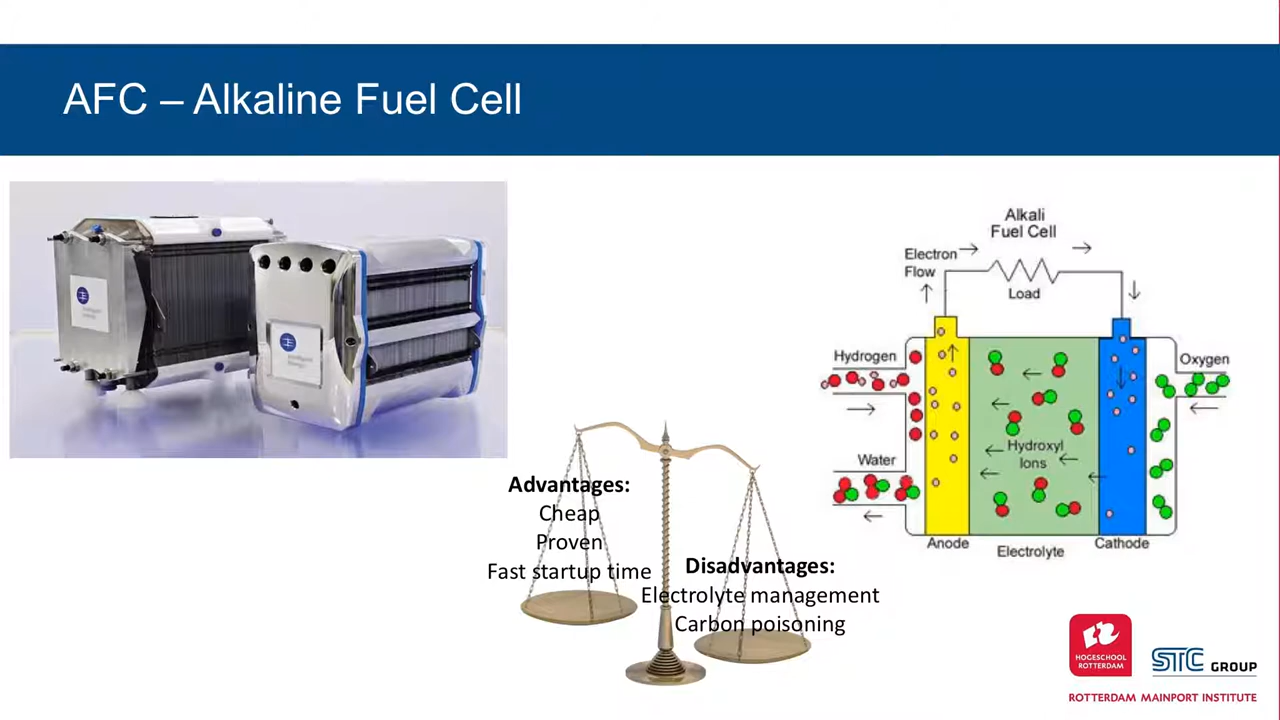 AFC – Alkaline Fuel Cell
Alkali
Fuel Cell
Electron
Flow
Load
Hydrogen
Oxygen
Hydroxyl
Ions
Water
Anode
Electrolyte
Cathode
Advantages:
Cheap
Proven
Fast startup time
Disadvantages:
Electrolyte management
Carbon poisoning
HOGESCHOOL
ROTTERDAM
STC GROUP
ROTTERDAM MAINPORT INSTITUTE